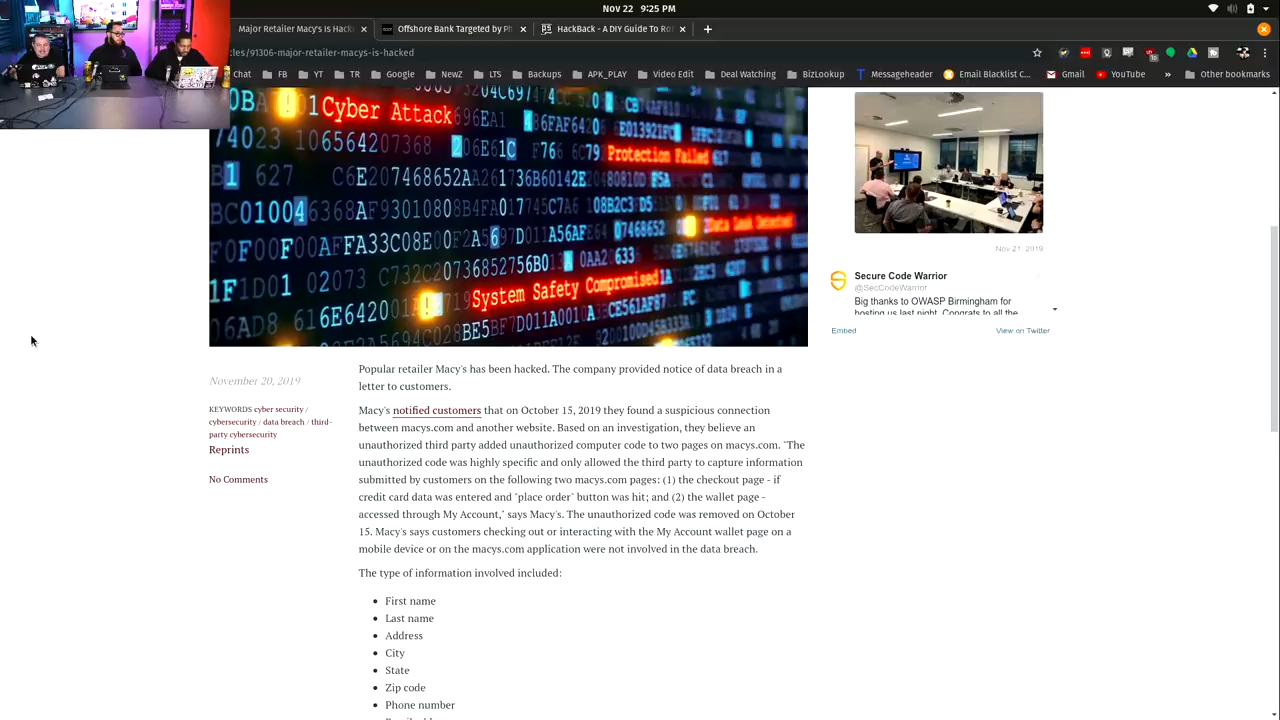 Nov 22 9:25 PM
Major Retailer Macy's Is Hack
Offshore Bank Targeted by P
HackBack - A DIY Guide To Ro
les/91306-major-retailer-macys-is-hacked
Chat FB YT TR Google NewZ LTS Backups APK_PLAY Deal Watching BizLookup Email Blacklist C... Gmail YouTube Other bookmarks
Cyber Attack
Protection Failed
System Safety Compromised
Nov 21, 2019
Secure Code Warrior
@SecCodeWarrior
Big thanks to OWASP Birmingham for
hosting us last night. Congrats to all the
Embed View on Twitter
November 20, 2019
KEYWORDS cyber security /
cybersecurity / data breach / third-
party cybersecurity
Reprints
No Comments
Popular retailer Macy's has been hacked. The company provided notice of data breach in a
letter to customers.
Macy's notified customers that on October 15, 2019 they found a suspicious connection
between macys.com and another website. Based on an investigation, they believe an
unauthorized third party added unauthorized computer code to two pages on macys.com. "The
unauthorized code was highly specific and only allowed the third party to capture information
submitted by customers on the following two macys.com pages: (1) the checkout page - if
credit card data was entered and "place order" button was hit; and (2) the wallet page -
accessed through My Account," says Macy's. The unauthorized code was removed on October
15. Macy's says customers checking out or interacting with the My Account wallet page on a
mobile device or on the macys.com application were not involved in the data breach.
The type of information involved included:
First name
Last name
Address
City
State
Zip code
Phone number